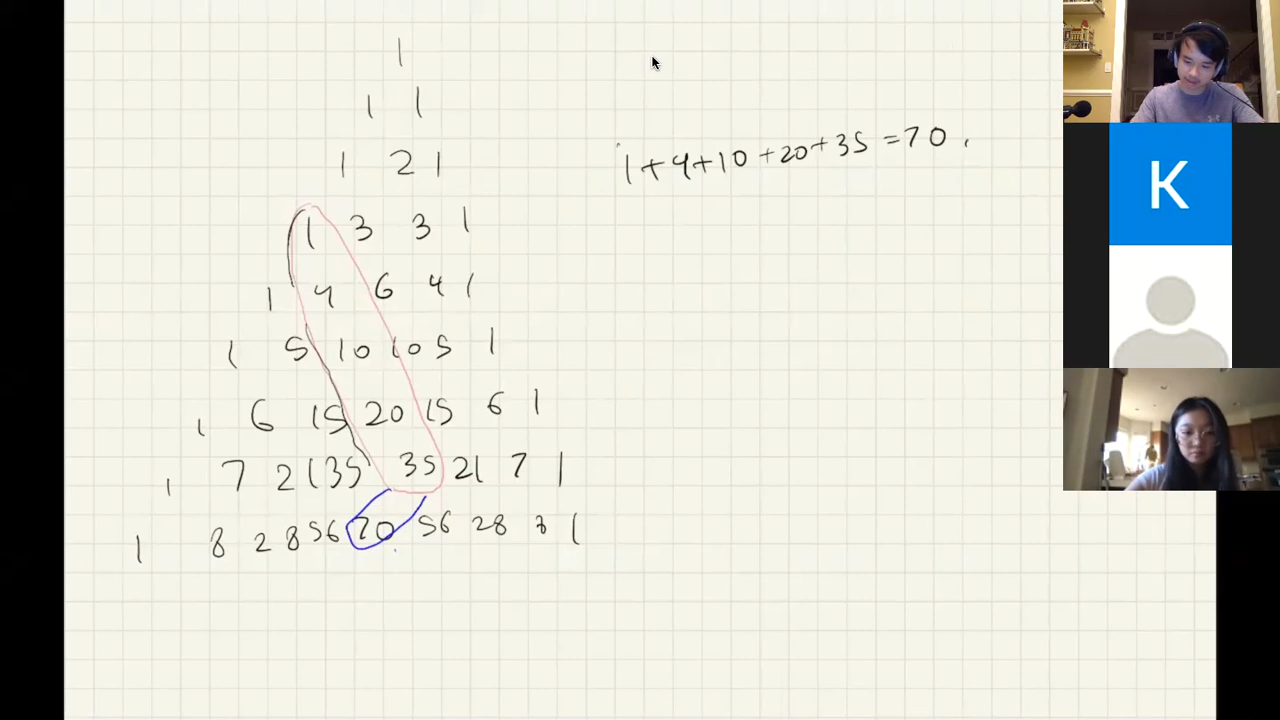 1
1 1
1 2 1
1+4+10+20+35=70.
1 3 3 1
1 4 6 4 1
1 5 10 10 5 1
1 6 15 20 15 6 1
1 7 21 35 35 21 7 1
1 8 28 56 70 56 28 8 1
K